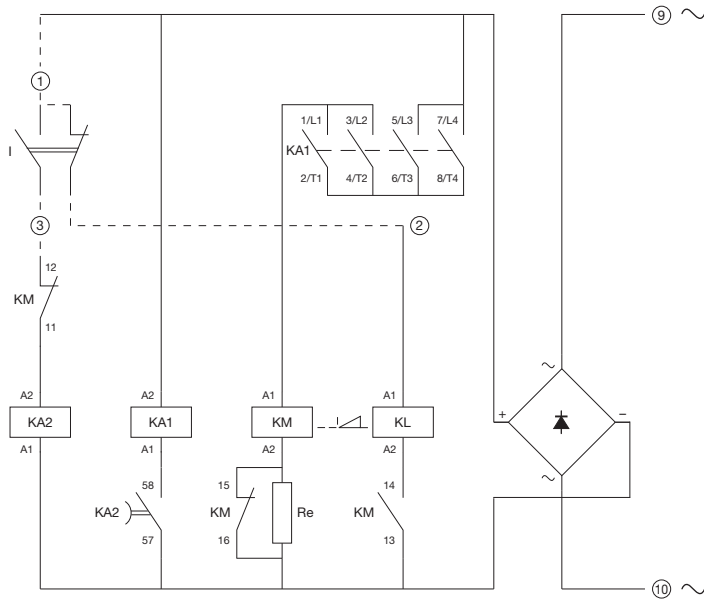 9 ~
1
1/L1 3/L2 5/L3 7/L4
I
KA1
2/T1 4/T2 6/T3 8/T4
3
2
12
KM
11
~
A2 A2 A1 A1
KA2 KA1 KM KL
+ −
A1 A1 A2 A2
~
58 15 14
KA2 KM Re KM
57 16 13
10 ~